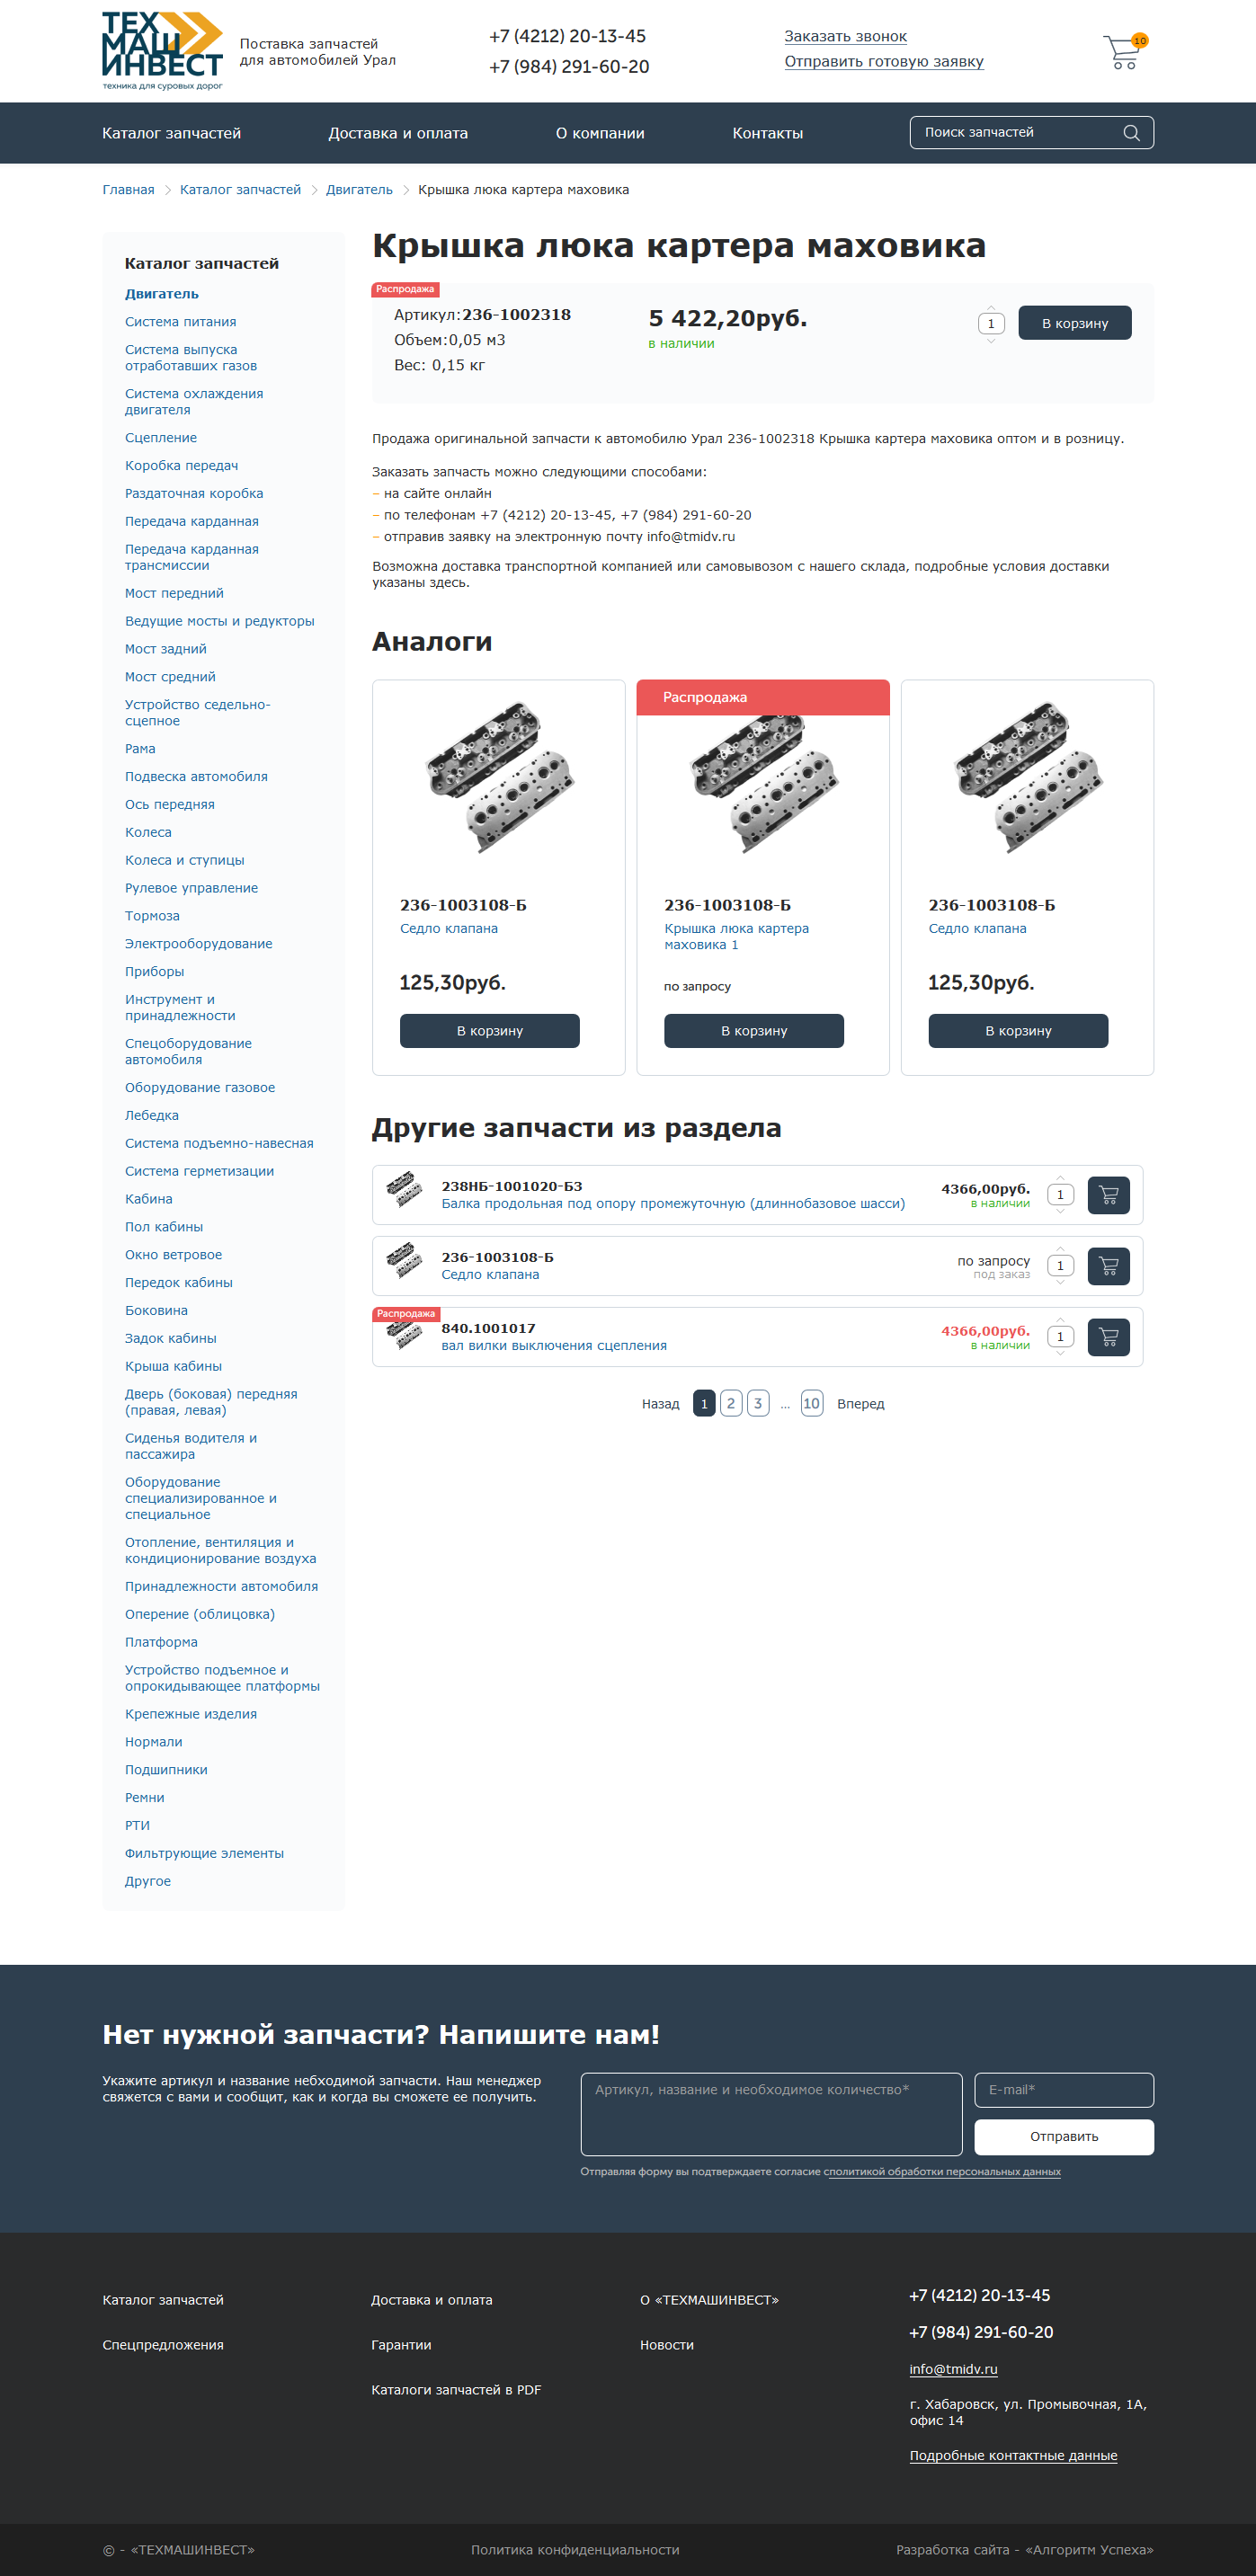 ТЕХ
МАШ
ИНВЕСТ
техника для суровых дорог
Поставка запчастей
для автомобилей Урал
+7 (4212) 20-13-45
+7 (984) 291-60-20
Заказать звонок
Отправить готовую заявку
10
Каталог запчастей
Доставка и оплата
О компании
Контакты
Поиск запчастей
Главная
Каталог запчастей
Двигатель
Крышка люка картера маховика
Каталог запчастей
Двигатель
Система питания
Система выпуска
отработавших газов
Система охлаждения
двигателя
Сцепление
Коробка передач
Раздаточная коробка
Передача карданная
Передача карданная
трансмиссии
Мост передний
Ведущие мосты и редукторы
Мост задний
Мост средний
Устройство седельно-
сцепное
Рама
Подвеска автомобиля
Ось передняя
Колеса
Колеса и ступицы
Рулевое управление
Тормоза
Электрооборудование
Приборы
Инструмент и
принадлежности
Спецоборудование
автомобиля
Оборудование газовое
Лебедка
Система подъемно-навесная
Система герметизации
Кабина
Пол кабины
Окно ветровое
Передок кабины
Боковина
Задок кабины
Крыша кабины
Дверь (боковая) передняя
(правая, левая)
Сиденья водителя и
пассажира
Оборудование
специализированное и
специальное
Отопление, вентиляция и
кондиционирование воздуха
Принадлежности автомобиля
Оперение (облицовка)
Платформа
Устройство подъемное и
опрокидывающее платформы
Крепежные изделия
Нормали
Подшипники
Ремни
РТИ
Фильтрующие элементы
Другое
Крышка люка картера маховика
Распродажа
Артикул:236-1002318
Объем:0,05 м3
Вес: 0,15 кг
5 422,20руб.
в наличии
1
В корзину
Продажа оригинальной запчасти к автомобилю Урал 236-1002318 Крышка картера маховика оптом и в розницу.
Заказать запчасть можно следующими способами:
– на сайте онлайн
– по телефонам +7 (4212) 20-13-45, +7 (984) 291-60-20
– отправив заявку на электронную почту info@tmidv.ru
Возможна доставка транспортной компанией или самовывозом с нашего склада, подробные условия доставки
указаны здесь.
Аналоги
236-1003108-Б
Седло клапана
125,30руб.
В корзину
Распродажа
236-1003108-Б
Крышка люка картера
маховика 1
по запросу
В корзину
236-1003108-Б
Седло клапана
125,30руб.
В корзину
Другие запчасти из раздела
238НБ-1001020-БЗ
Балка продольная под опору промежуточную (длиннобазовое шасси)
4366,00руб.
в наличии
1
236-1003108-Б
Седло клапана
по запросу
под заказ
1
Распродажа
840.1001017
вал вилки выключения сцепления
4366,00руб.
в наличии
1
Назад 1 2 3 ... 10 Вперед
Нет нужной запчасти? Напишите нам!
Укажите артикул и название небходимой запчасти. Наш менеджер
свяжется с вами и сообщит, как и когда вы сможете ее получить.
Артикул, название и необходимое количество*
E-mail*
Отправить
Отправляя форму вы подтверждаете согласие споликтикой обработки персональных данных
Каталог запчастей
Спецпредложения
Доставка и оплата
Гарантии
Каталоги запчастей в PDF
О «ТЕХМАШИНВЕСТ»
Новости
+7 (4212) 20-13-45
+7 (984) 291-60-20
info@tmidv.ru
г. Хабаровск, ул. Промывочная, 1А,
офис 14
Подробные контактные данные
© - «ТЕХМАШИНВЕСТ»
Политика конфиденциальности
Разработка сайта - «Алгоритм Успеха»